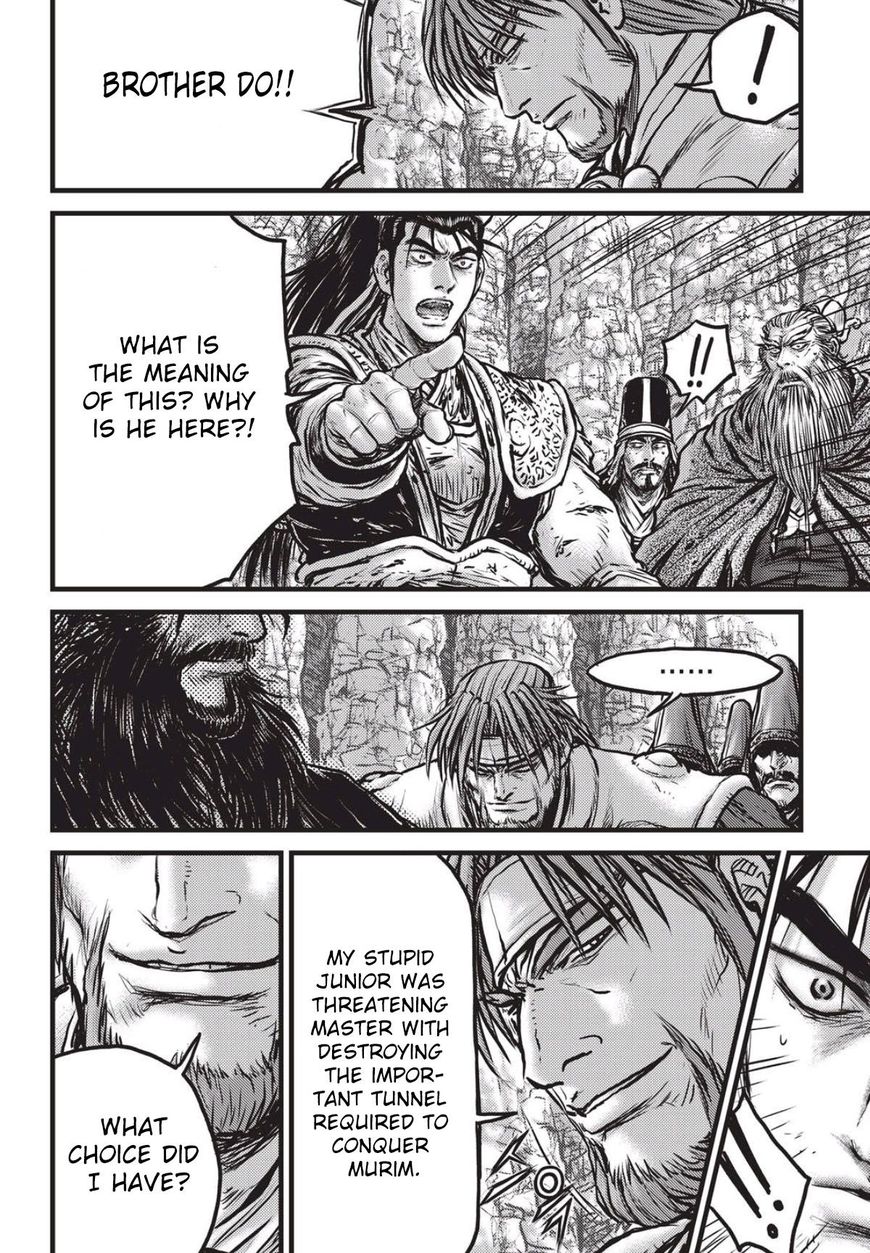 BROTHER DO!!
!
WHAT IS
THE MEANING
OF THIS? WHY
IS HE HERE?!
!!
......
!!
MY STUPID
JUNIOR WAS
THREATENING
MASTER WITH
DESTROYING
THE IMPOR-
TANT TUNNEL
REQUIRED TO
CONQUER
MURIM.
WHAT
CHOICE DID
I HAVE?